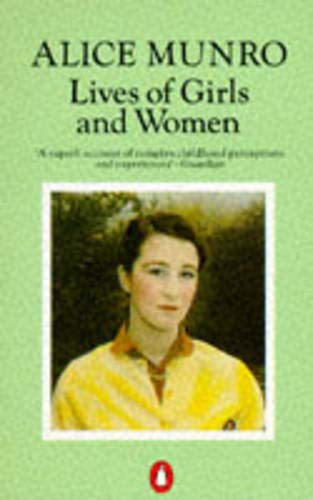 ALICE MUNRO
Lives of Girls
and Women
'A superb account of complex childhood perceptions
and experiences' – Guardian